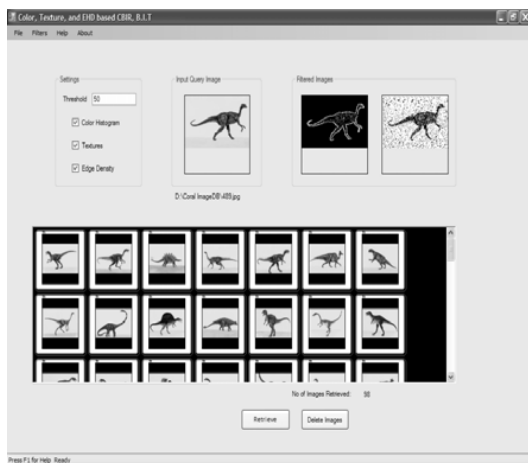 Color, Texture, and EHD based CBIR, B.I.T
File Filters Help About
Settings
Threshold 50
Color Histogram
Textures
Edge Density
Input Query Image
D:\Coral ImageDB\489.jpg
Filtered Images
No of Images Retrieved: 98
Retrieve Delete Images
Press F1 for Help Ready